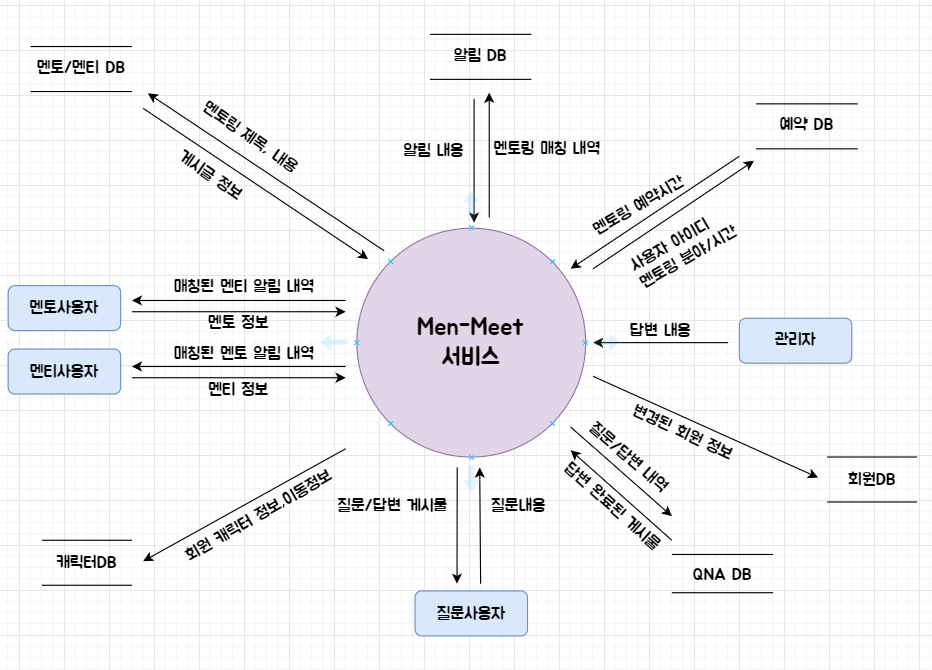 알림 DB
멘토/멘티 DB
예약 DB
멘토링 제목, 내용
게시글 정보
알림 내용
멘토링 매칭 내역
멘토링 예약시간
사용자 아이디
멘토링 분야/시간
매칭된 멘티 알림 내역
멘토사용자
멘토 정보
매칭된 멘토 알림 내역
멘티사용자
멘티 정보
Men-Meet
서비스
답변 내용
관리자
변경된 회원 정보
회원DB
질문/답변 내역
답변 완료된 게시물
QNA DB
회원 캐릭터 정보,이동정보
캐릭터DB
질문/답변 게시물
질문내용
질문사용자